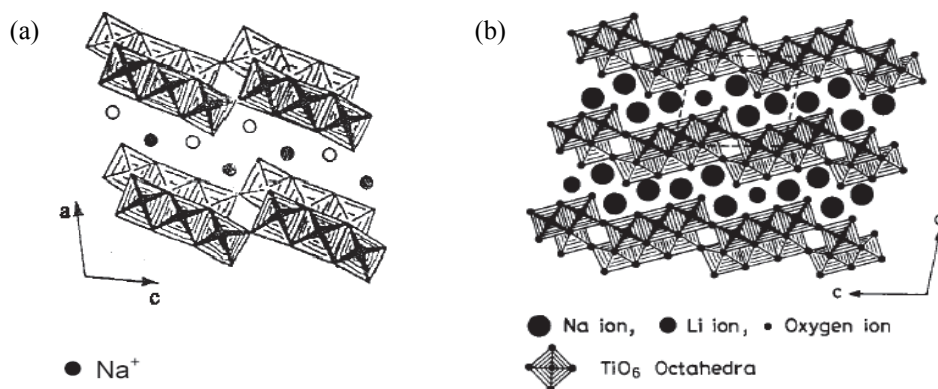 (a)
(b)
a
c
a
c
Na⁺
Na ion, Li ion, Oxygen ion
TiO₆ Octahedra